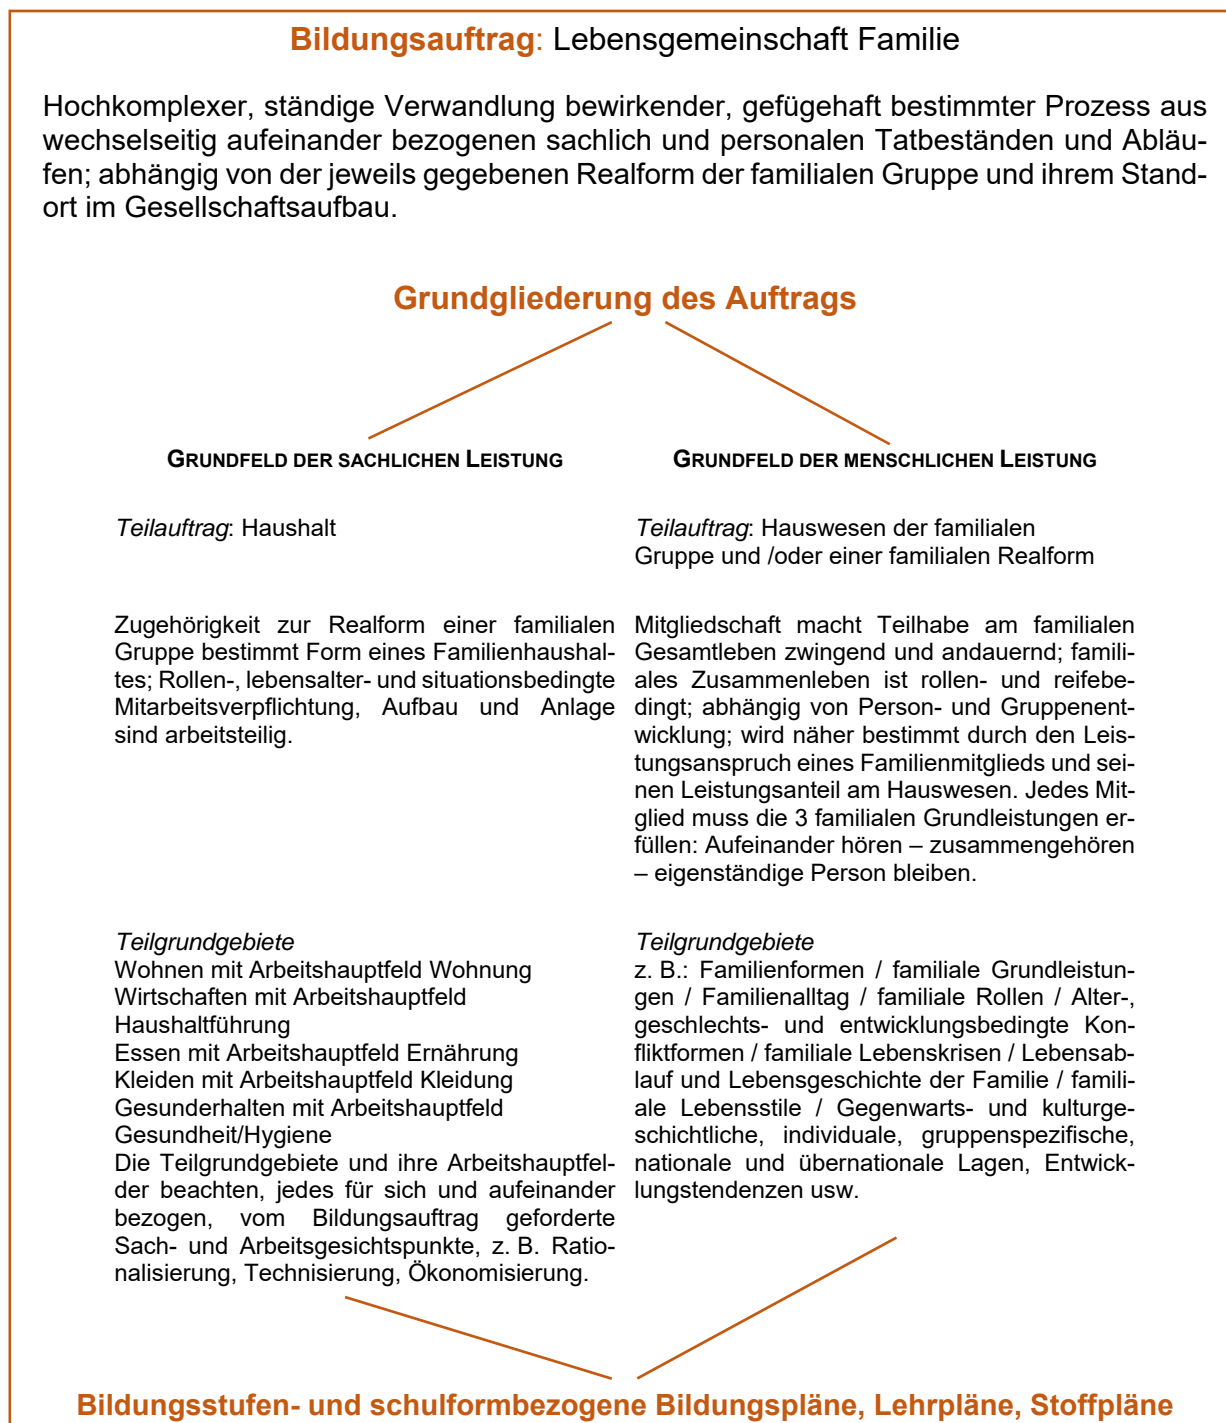 Bildungsauftrag: Lebensgemeinschaft Familie
Hochkomplexer, ständige Verwandlung bewirkender, gefügehaft bestimmter Prozess aus
wechselseitig aufeinander bezogenen sachlich und personalen Tatbeständen und Abläu-
fen; abhängig von der jeweils gegebenen Realform der familialen Gruppe und ihrem Stand-
ort im Gesellschaftsaufbau.
Grundgliederung des Auftrags
GRUNDFELD DER SACHLICHEN LEISTUNG
Teilauftrag: Haushalt
Zugehörigkeit zur Realform einer familialen
Gruppe bestimmt Form eines Familienhaushal-
tes; Rollen-, lebensalter- und situationsbedingte
Mitarbeitsverpflichtung, Aufbau und Anlage
sind arbeitsteilig.
Teilgrundgebiete
Wohnen mit Arbeitshauptfeld Wohnung
Wirtschaften mit Arbeitshauptfeld
Haushaltführung
Essen mit Arbeitshauptfeld Ernährung
Kleiden mit Arbeitshauptfeld Kleidung
Gesunderhalten mit Arbeitshauptfeld
Gesundheit/Hygiene
Die Teilgrundgebiete und ihre Arbeitshauptfel-
der beachten, jedes für sich und aufeinander
bezogen, vom Bildungsauftrag geforderte
Sach- und Arbeitsgesichtspunkte, z. B. Ratio-
nalisierung, Technisierung, Ökonomisierung.
GRUNDFELD DER MENSCHLICHEN LEISTUNG
Teilauftrag: Hauswesen der familialen
Gruppe und /oder einer familialen Realform
Mitgliedschaft macht Teilhabe am familialen
Gesamtleben zwingend und andauernd; famili-
ales Zusammenleben ist rollen- und reifebe-
dingt; abhängig von Person- und Gruppenent-
wicklung; wird näher bestimmt durch den Leis-
tungsanspruch eines Familienmitglieds und sei-
nen Leistungsanteil am Hauswesen. Jedes Mit-
glied muss die 3 familialen Grundleistungen er-
füllen: Aufeinander hören – zusammengehören
– eigenständige Person bleiben.
Teilgrundgebiete
z. B.: Familienformen / familiale Grundleistun-
gen / Familienalltag / familiale Rollen / Alter-,
geschlechts- und entwicklungsbedingte Kon-
fliktformen / familiale Lebenskrisen / Lebensab-
lauf und Lebensgeschichte der Familie / famili-
ale Lebensstile / Gegenwarts- und kulturge-
schichtliche, individuale, gruppenspezifische,
nationale und übernationale Lagen, Entwick-
lungstendenzen usw.
Bildungsstufen- und schulformbezogene Bildungspläne, Lehrpläne, Stoffpläne